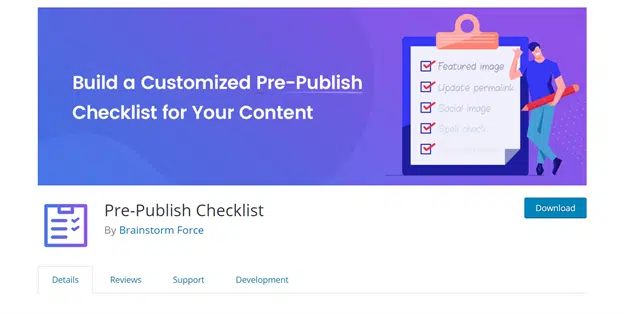 Build a Customized Pre-Publish
Checklist for Your Content
Featured image
Update permalink
Social image
Spell check
Pre-Publish Checklist
By Brainstorm Force
Download
Details
Reviews
Support
Development